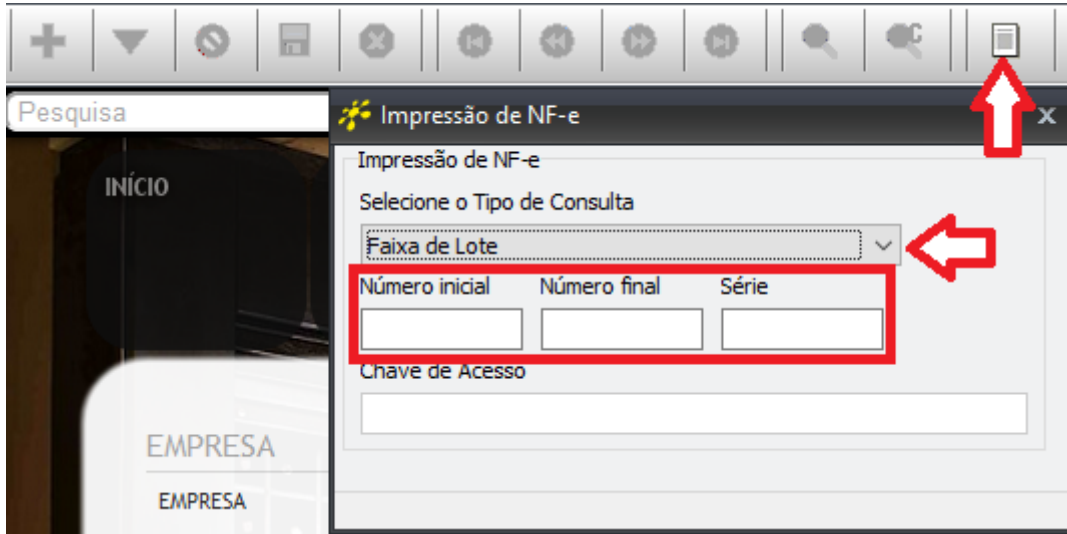 Pesquisa
Impressão de NF-e
x
Impressão de NF-e
INÍCIO
Selecione o Tipo de Consulta
Faixa de Lote
Número inicial Número final Série
Chave de Acesso
EMPRESA
EMPRESA